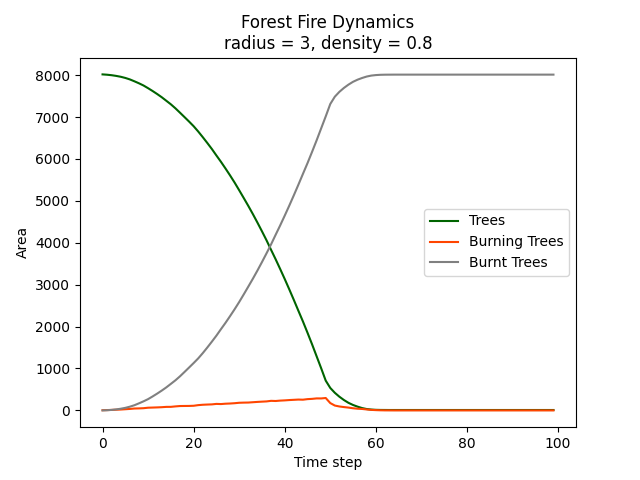 Forest Fire Dynamics
radius = 3, density = 0.8
8000
7000
6000
5000
4000
3000
2000
1000
0
Area
Trees
Burning Trees
Burnt Trees
0 20 40 60 80 100
Time step